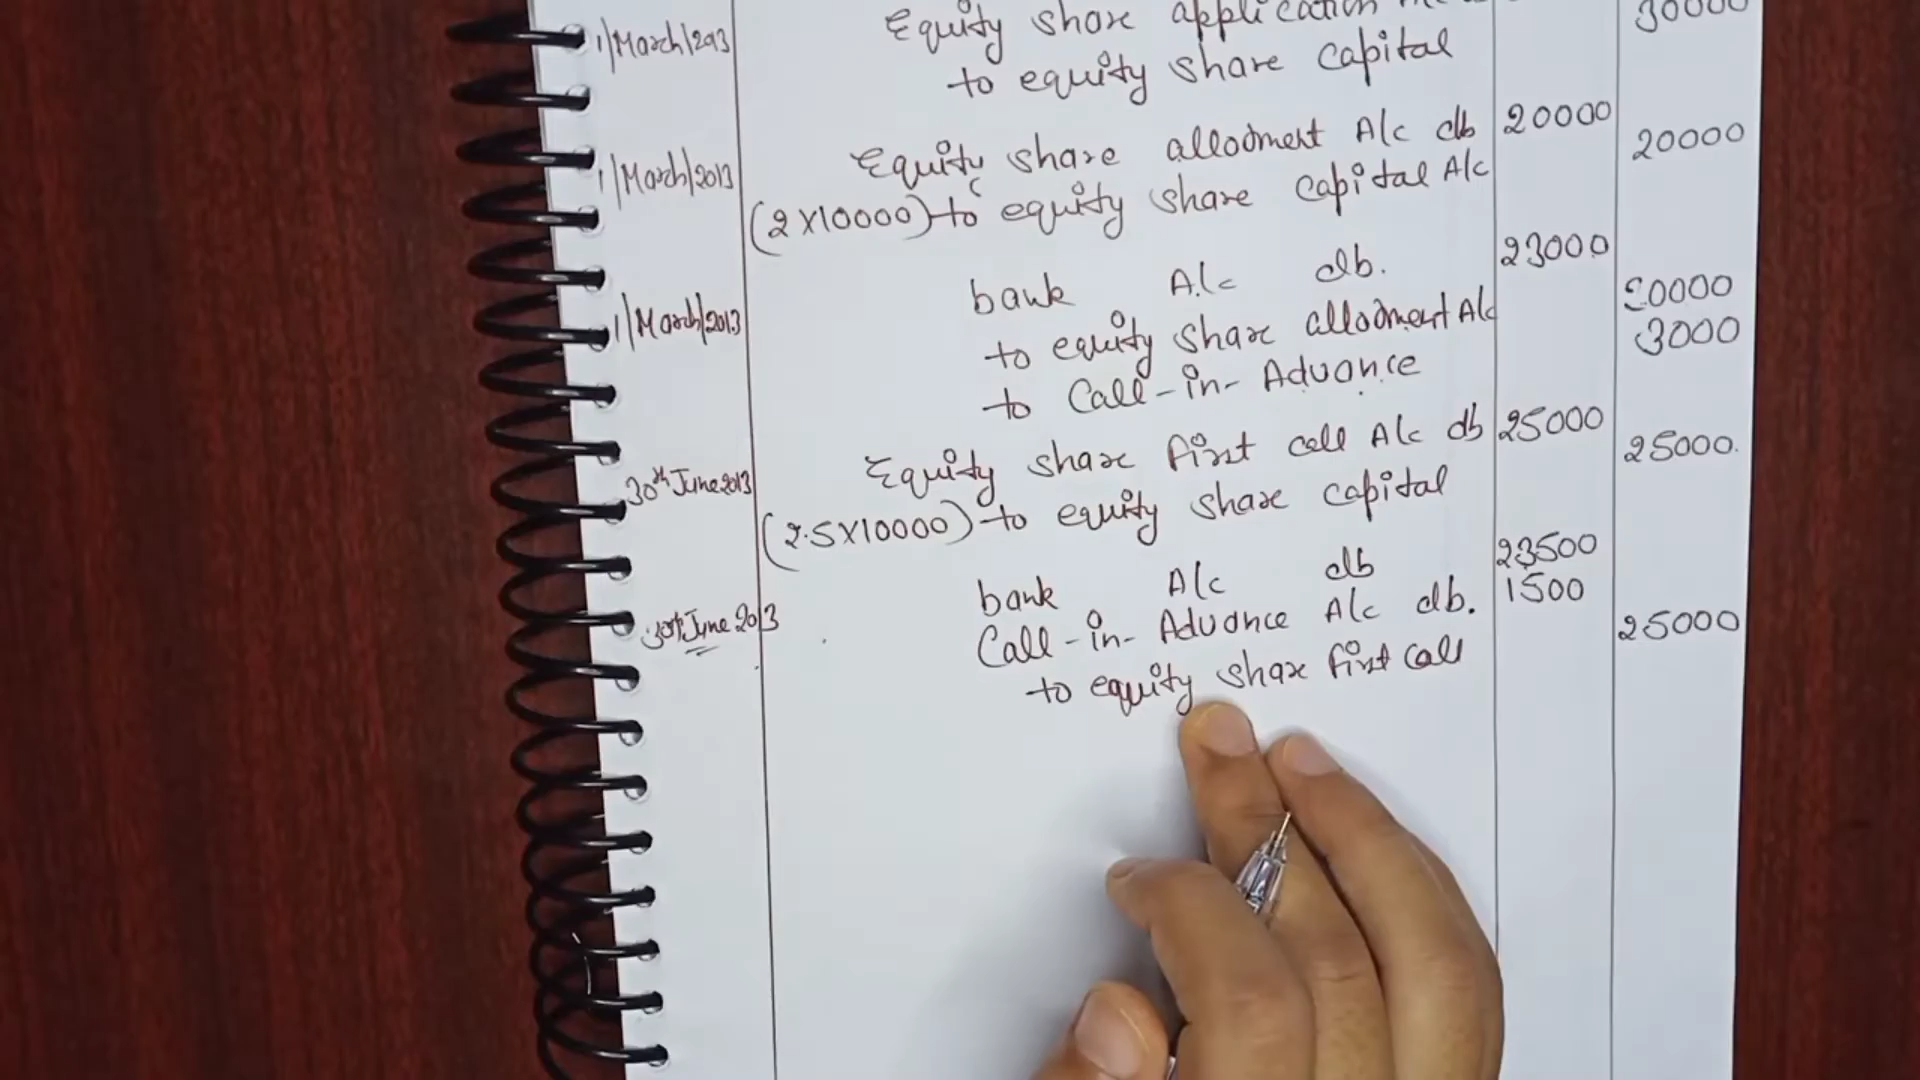 1/March/2013 Equity share application
30000
to equity share capital
1/March/2013 Equity share allodment A/c db 20000
(2X10000) to equity share capital A/c 20000
1/March/2013 bank A/c db. 23000
to equity share allodment A/c 20000
to Call-in-Advance 3000
30th June 2013 Equity share first call A/c db 25000
(2.5X10000) to equity share capital 25000.
30th June 2013 bank A/c db 23500
Call-in-Advance A/c db. 1500
to equity share first call 25000